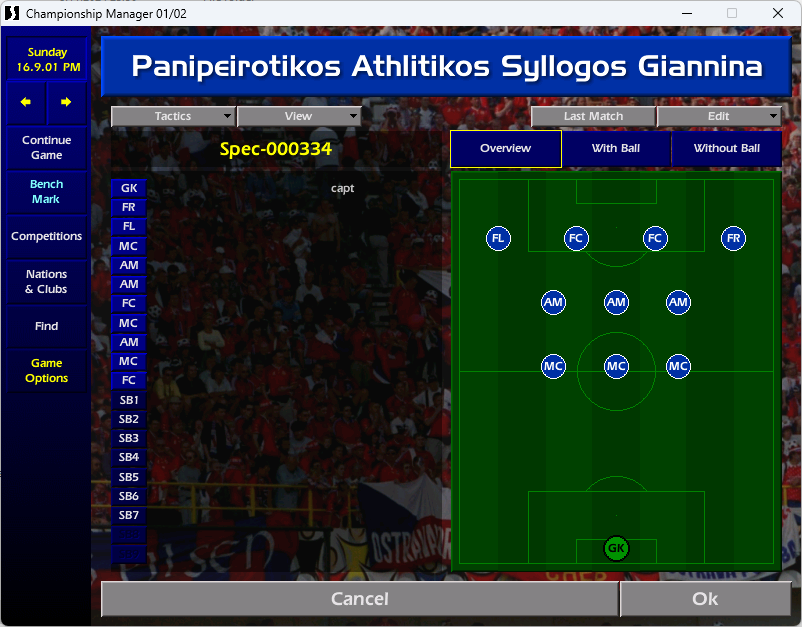 Championship Manager 01/02
Sunday
16.9.01 PM
Panipeirotikos Athlitikos Syllogos Giannina
Tactics
View
Last Match
Edit
Continue
Game
Bench
Mark
Competitions
Nations
& Clubs
Find
Game
Options
Spec-000334
Overview
With Ball
Without Ball
GK capt
FR
FL
MC
AM
AM
FC
MC
AM
MC
FC
SB1
SB2
SB3
SB4
SB5
SB6
SB7
FL FC FC FR
AM AM AM
MC MC MC
GK
Cancel
Ok